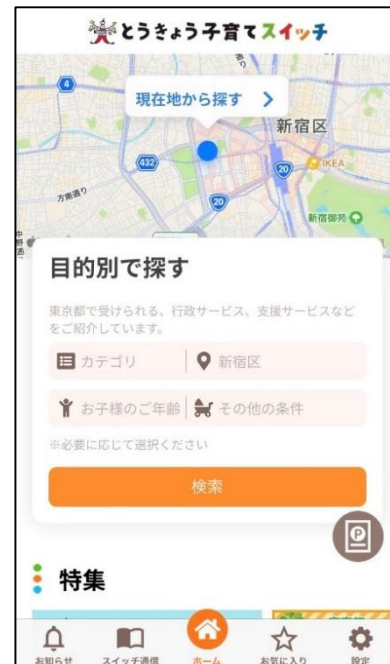 とうきょう子育てスイッチ
通り
4
現在地から探す
新宿区
IKEA
432
20
方南通り
20
新宿御苑
目的別で探す
東京都で受けられる、行政サービス、支援サービスなど
をご紹介しています。
カテゴリ
新宿区
お子様のご年齢
その他の条件
※必要に応じて選択ください
検索
P
特集
お知らせ
スイッチ通信
ホーム
お気に入り
設定